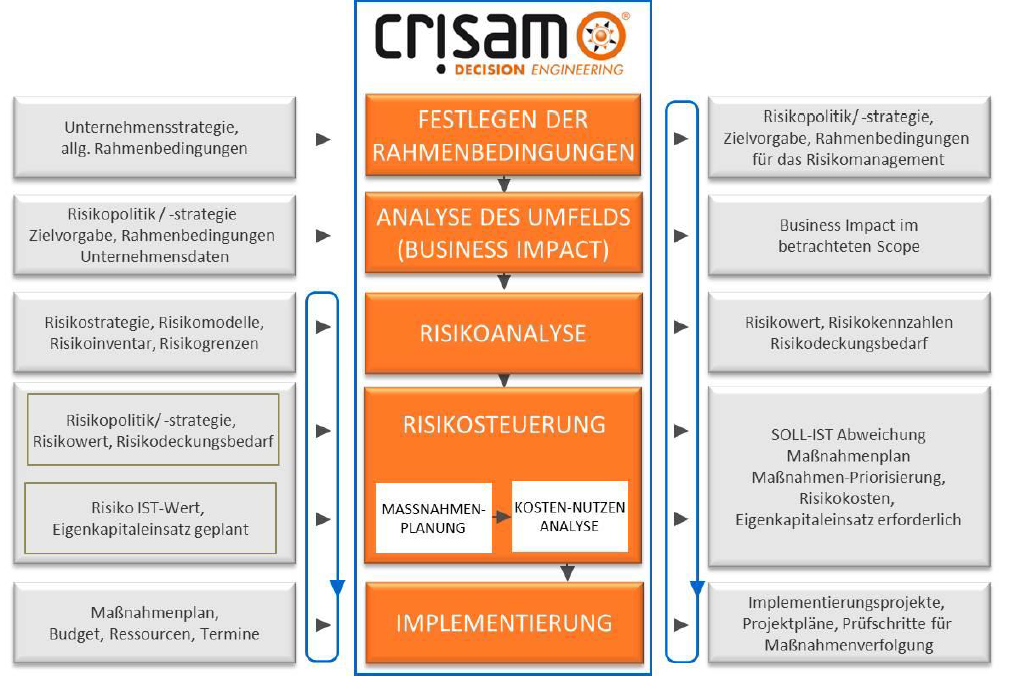 crisam ®
DECISION ENGINEERING
Unternehmensstrategie,
allg. Rahmenbedingungen
FESTLEGEN DER
RAHMENBEDINGUNGEN
Risikopolitik/ -strategie,
Zielvorgabe, Rahmenbedingungen
für das Risikomanagement
Risikopolitik / -strategie
Zielvorgabe, Rahmenbedingungen
Unternehmensdaten
ANALYSE DES UMFELDS
(BUSINESS IMPACT)
Business Impact im
betrachteten Scope
Risikostrategie, Risikomodelle,
Risikoinventar, Risikogrenzen
RISIKOANALYSE
Risikowert, Risikokennzahlen
Risikodeckungsbedarf
Risikopolitik/ -strategie,
Risikowert, Risikodeckungsbedarf
Risiko IST-Wert,
Eigenkapitaleinsatz geplant
RISIKOSTEUERUNG
MASSNAHMEN-
PLANUNG
KOSTEN-NUTZEN
ANALYSE
SOLL-IST Abweichung
Maßnahmenplan
Maßnahmen-Priorisierung,
Risikokosten,
Eigenkapitaleinsatz erforderlich
Maßnahmenplan,
Budget, Ressourcen, Termine
IMPLEMENTIERUNG
Implementierungsprojekte,
Projektpläne, Prüfschritte für
Maßnahmenverfolgung